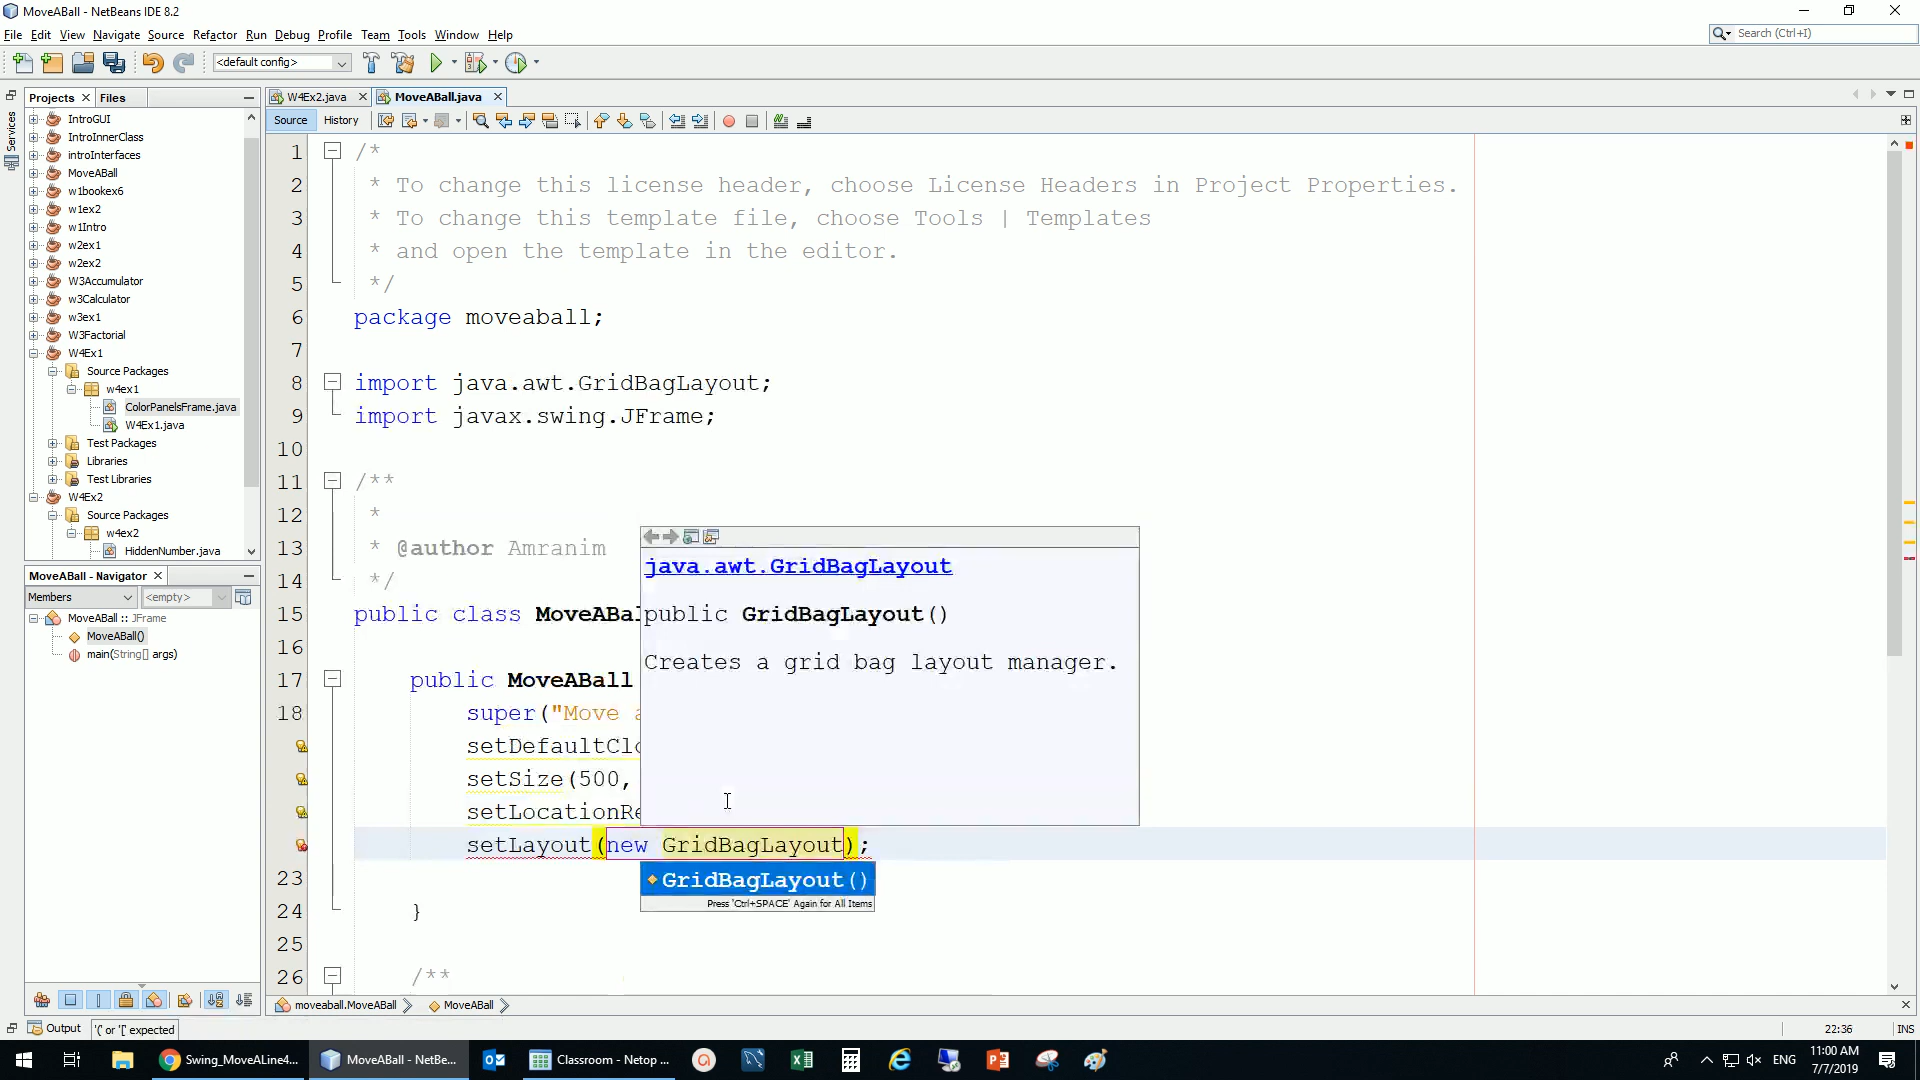 MoveABall - NetBeans IDE 8.2
File Edit View Navigate Source Refactor Run Debug Profile Team Tools Window Help
Search (Ctrl+I)
<default config>
Projects Files
W4Ex2.java MoveABall.java
Services
Source History
IntroGUI
IntroInnerClass
introInterfaces
MoveABall
w1bookex6
w1ex2
w1Intro
w2ex1
w2ex2
W3Accumulator
w3Calculator
w3ex1
W3Factorial
W4Ex1
Source Packages
w4ex1
ColorPanelsFrame.java
W4Ex1.java
Test Packages
Libraries
Test Libraries
W4Ex2
Source Packages
w4ex2
HiddenNumber.java
MoveABall - Navigator
Members <empty>
MoveABall :: JFrame
MoveABall()
main(String[] args)
1 /*
2 * To change this license header, choose License Headers in Project Properties.
3 * To change this template file, choose Tools | Templates
4 * and open the template in the editor.
5 */
6 package moveaball;
7
8 import java.awt.GridBagLayout;
9 import javax.swing.JFrame;
10
11 /**
12 *
13 * @author Amranim
14 */
15 public class MoveABal
16
17 public MoveABall
18 super("Move a
setDefaultClo
setSize(500,
setLocationRe
setLayout(new GridBagLayout);
23
24 }
25
26 /**
java.awt.GridBagLayout
public GridBagLayout()
Creates a grid bag layout manager.
GridBagLayout()
Press 'Ctrl+SPACE' Again for All Items
moveaball.MoveABall MoveABall
Output '(' or '[' expected
22:36 INS
Swing_MoveALine4... MoveABall - NetBe... Classroom - Netop ...
ENG
11:00 AM
7/7/2019